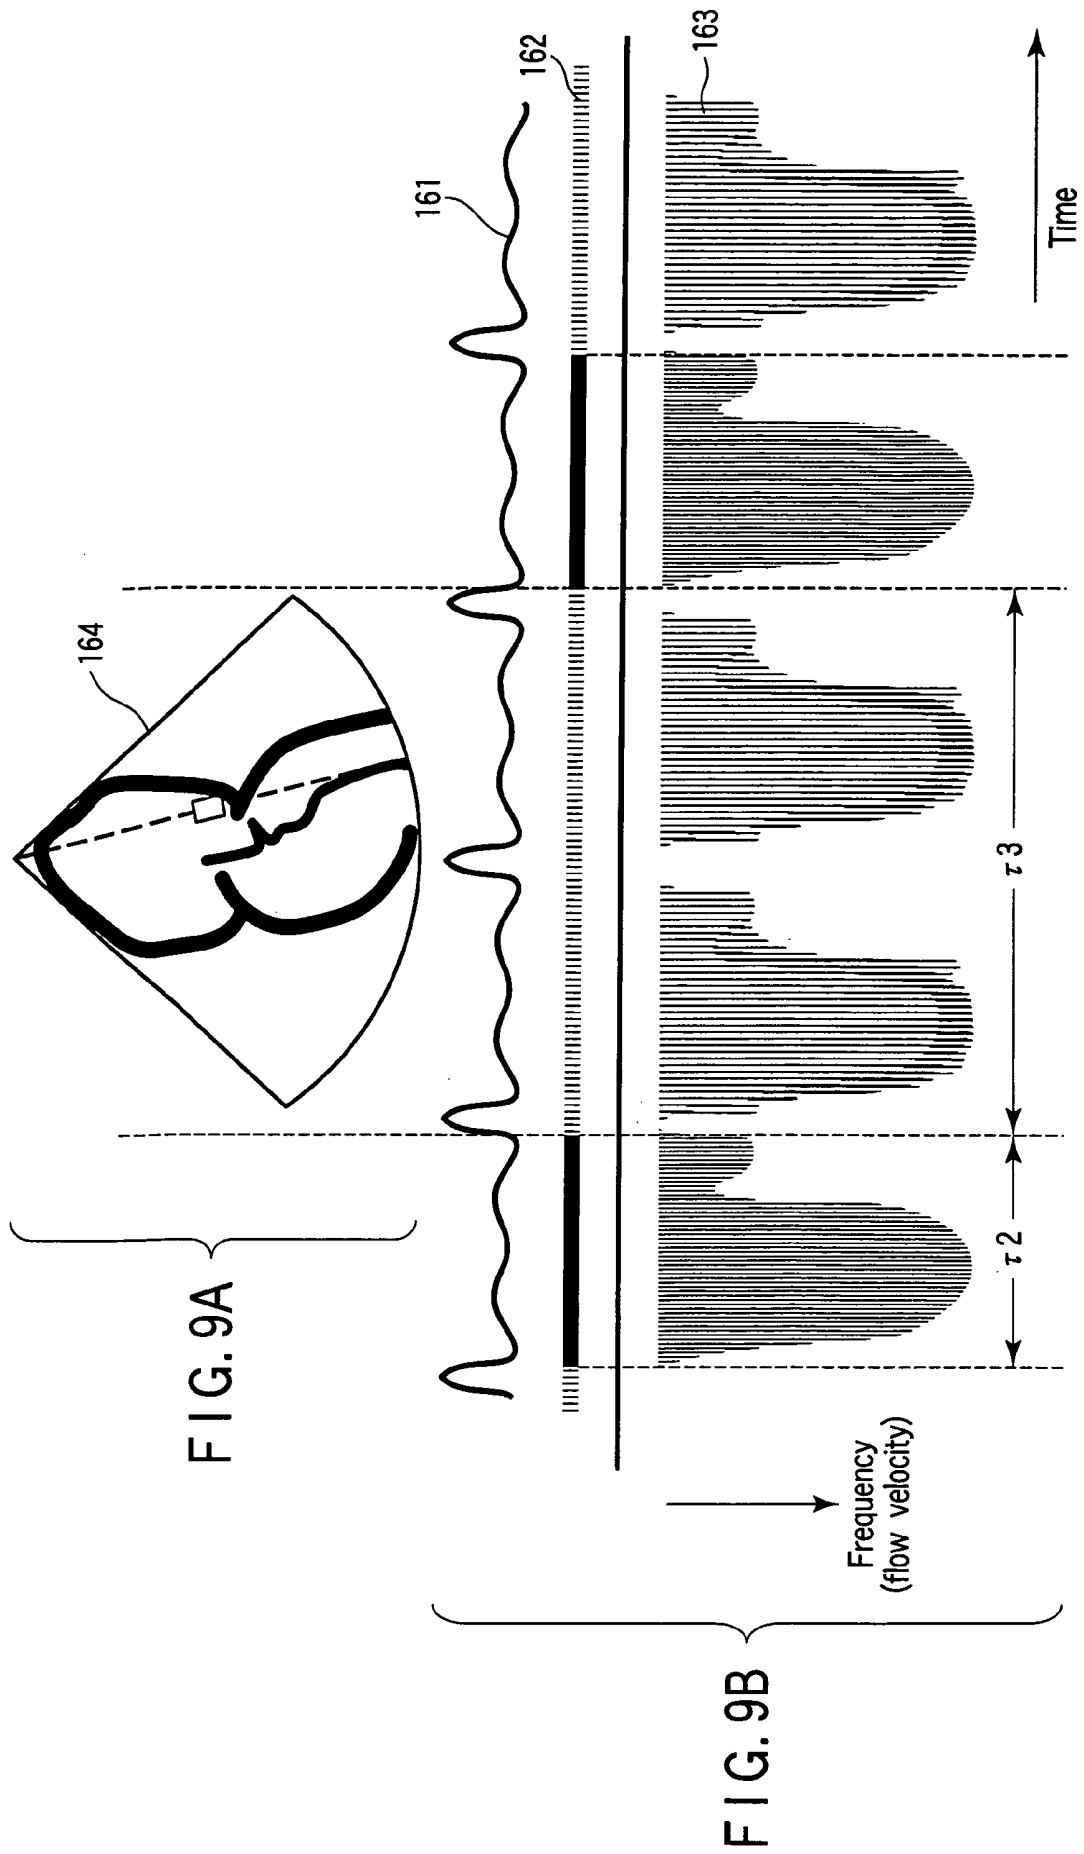 FIG. 9A
164
FIG. 9B
161
162
163
Frequency
(flow velocity)
τ2
τ3
Time